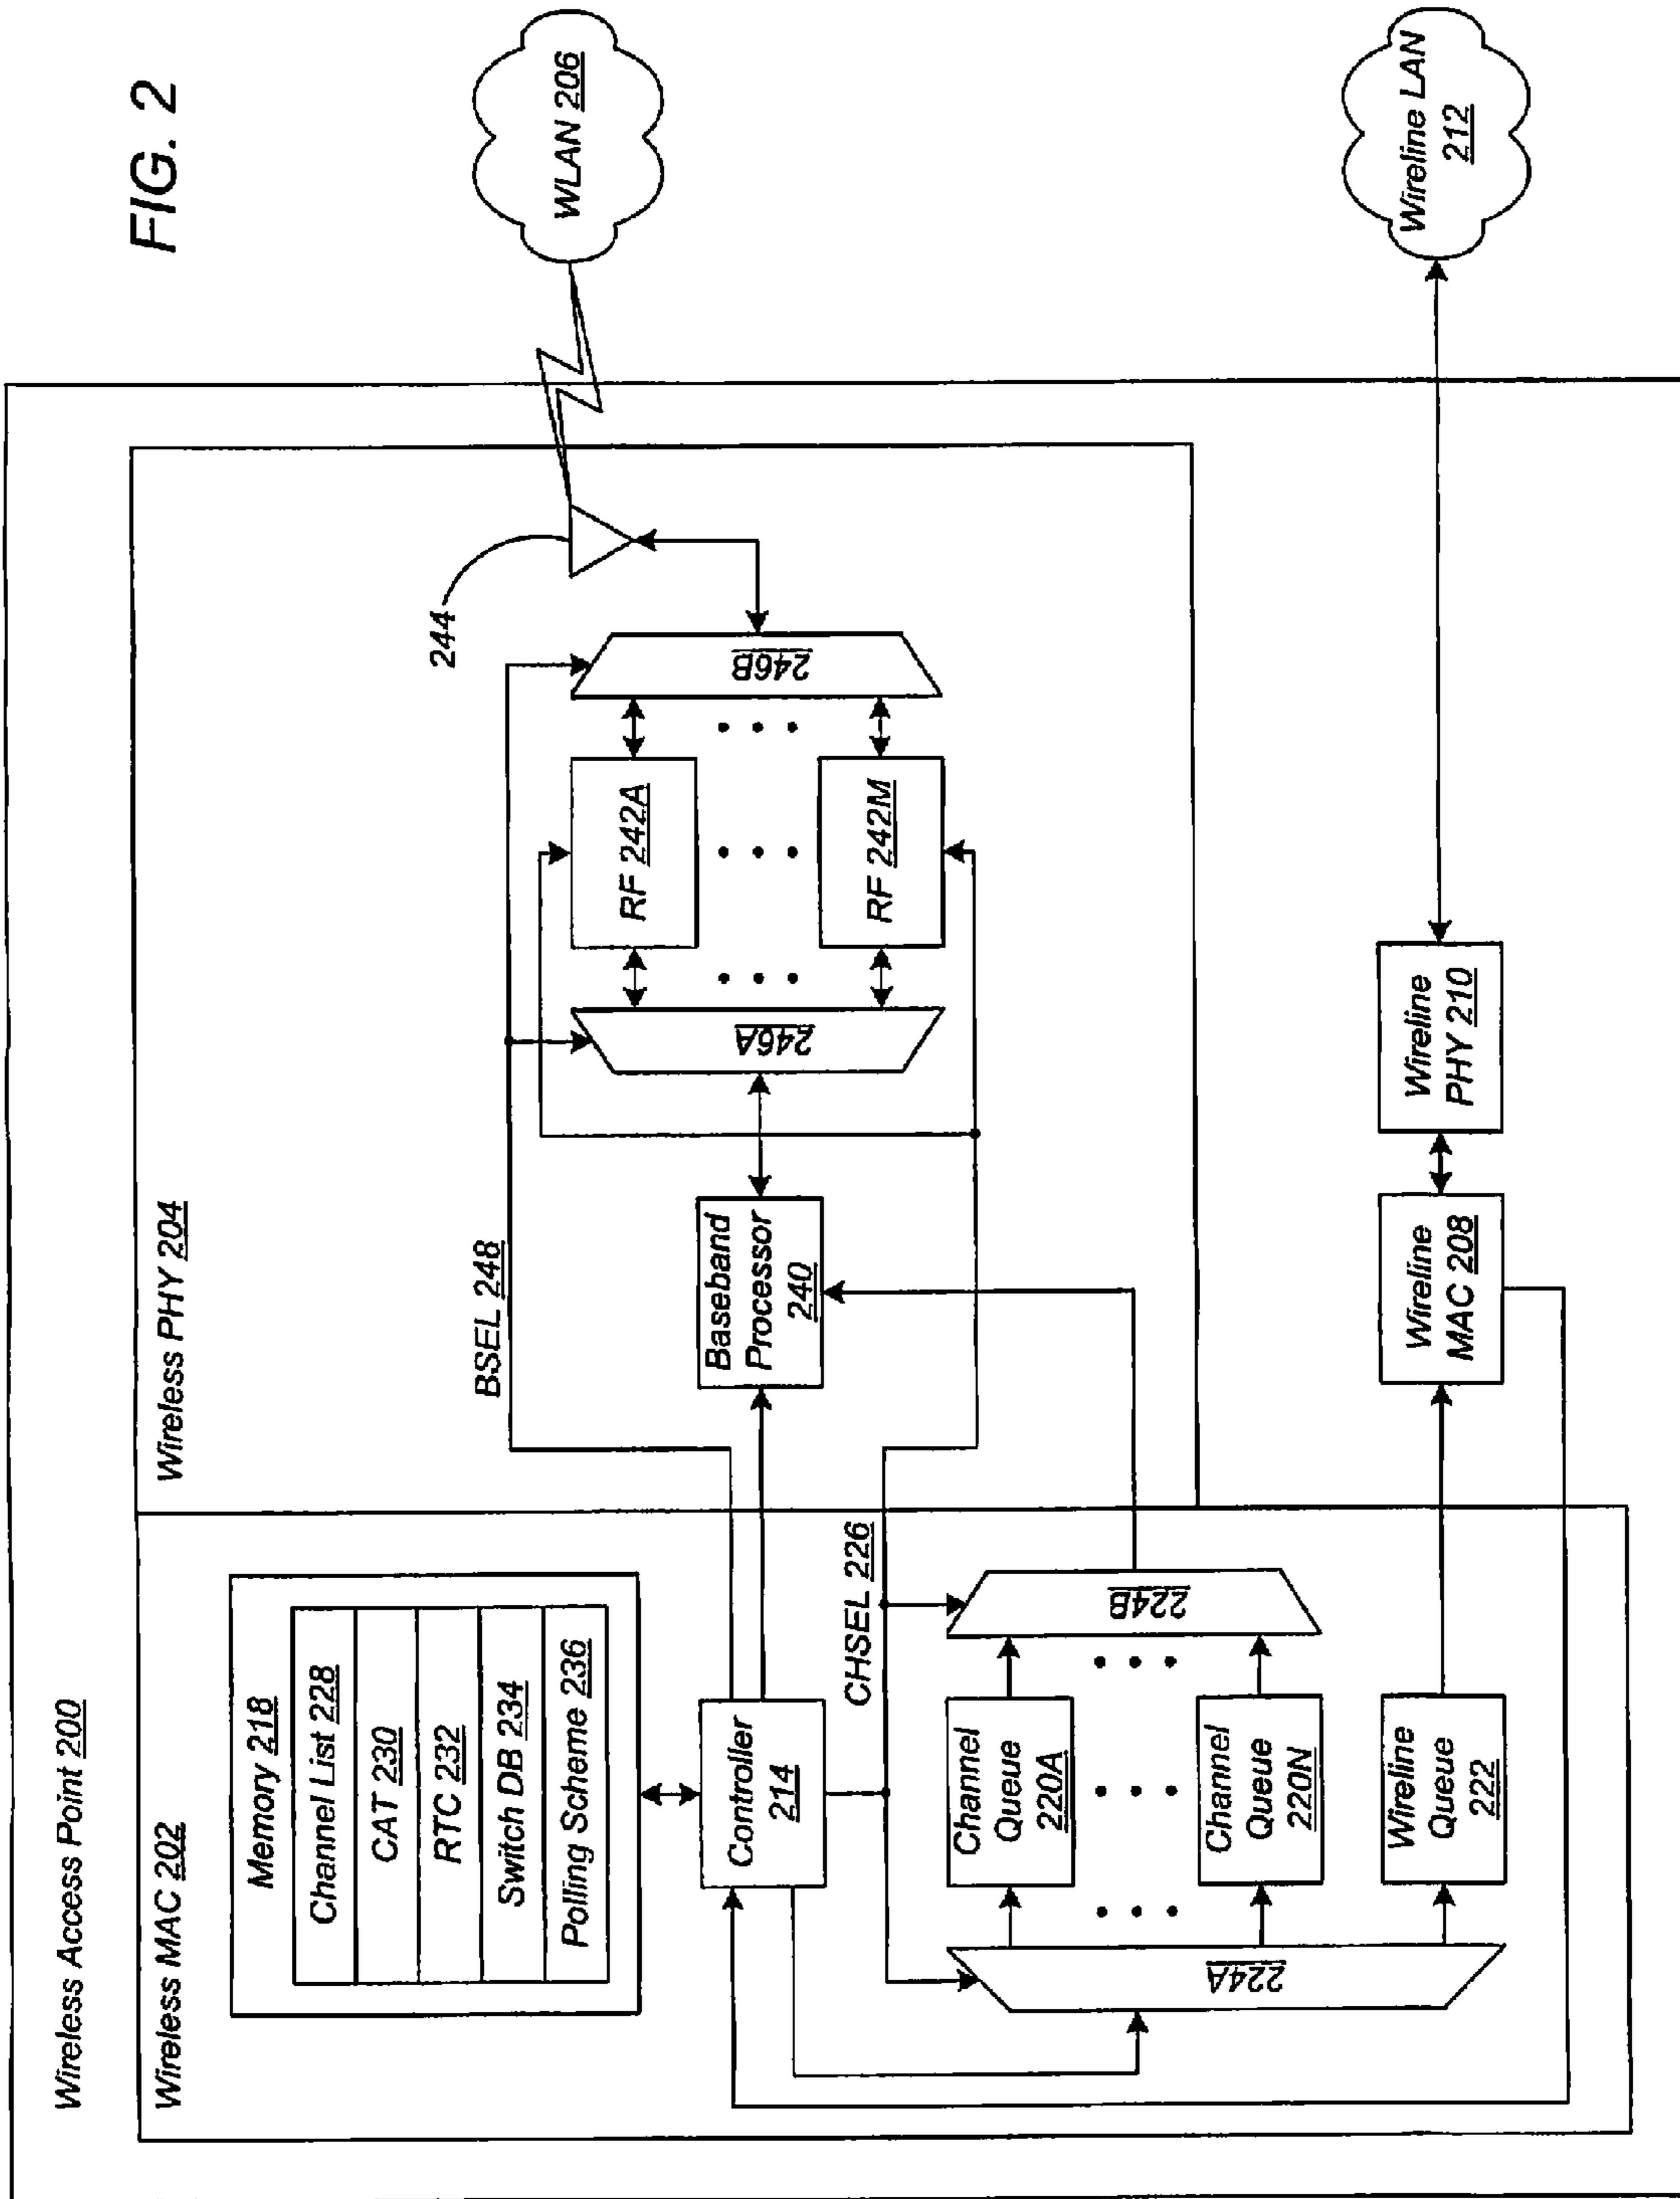 FIG. 2
Wireless Access Point 200
Wireless MAC 202
Wireless PHY 204
Memory 218
Channel List 228
CAT 230
RTC 232
Switch DB 234
Polling Scheme 236
Controller
214
CHSEL 226
BSEL 248
Baseband
Processor
240
246A
RF 242A
RF 242M
246B
244
WLAN 206
224A
Channel
Queue
220A
Channel
Queue
220N
Wireline
Queue
222
224B
Wireline
MAC 208
Wireline
PHY 210
Wireline LAN
212